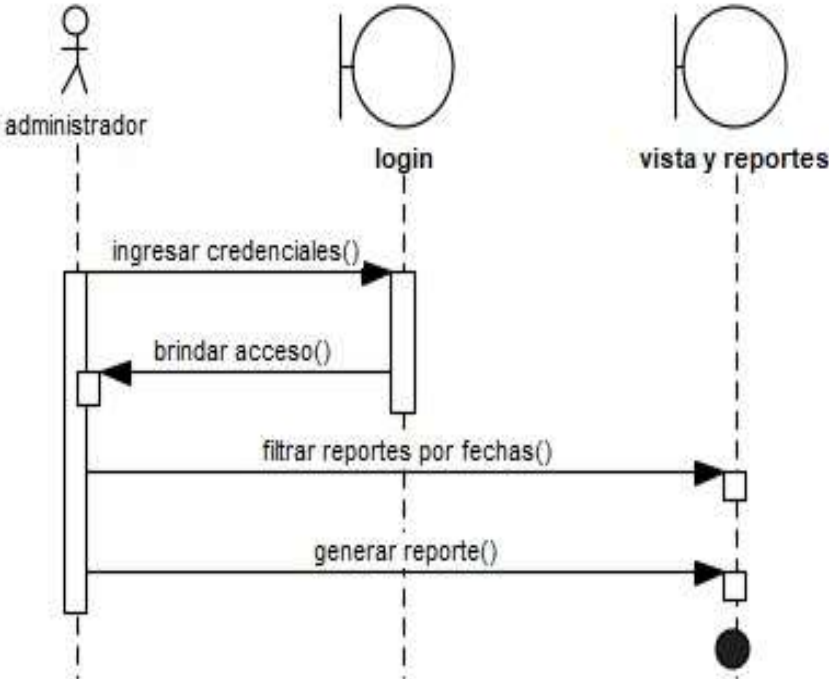 administrador
login
vista y reportes
ingresar credenciales()
brindar acceso()
filtrar reportes por fechas()
generar reporte()